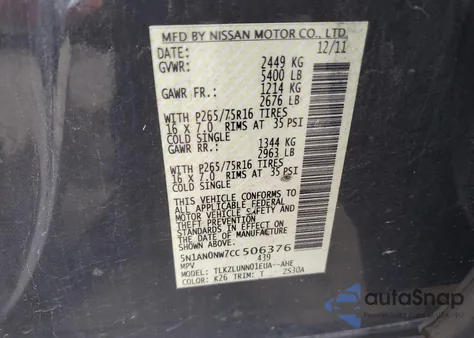 MFD BY NISSAN MOTOR CO., LTD.
DATE: 12/11
GVWR: 2449 KG
5400 LB
GAWR FR.: 1214 KG
2676 LB
WITH P265/75R16 TIRES
16 X 7.0 RIMS AT 35 PSI
COLD SINGLE
GAWR RR.: 1344 KG
2963 LB
WITH P265/75R16 TIRES
16 X 7.0 RIMS AT 35 PSI
COLD SINGLE
THIS VEHICLE CONFORMS TO
ALL APPLICABLE FEDERAL
MOTOR VEHICLE SAFETY AND
THEFT PREVENTION
STANDARDS IN EFFECT ON
THE DATE OF MANUFACTURE
SHOWN ABOVE.
5N1AN0NW7CC506376
MPV 439
MODEL: TLKZLUNN01EUA--AHE
COLOR: K26 TRIM: T 2S30A
autoSnap